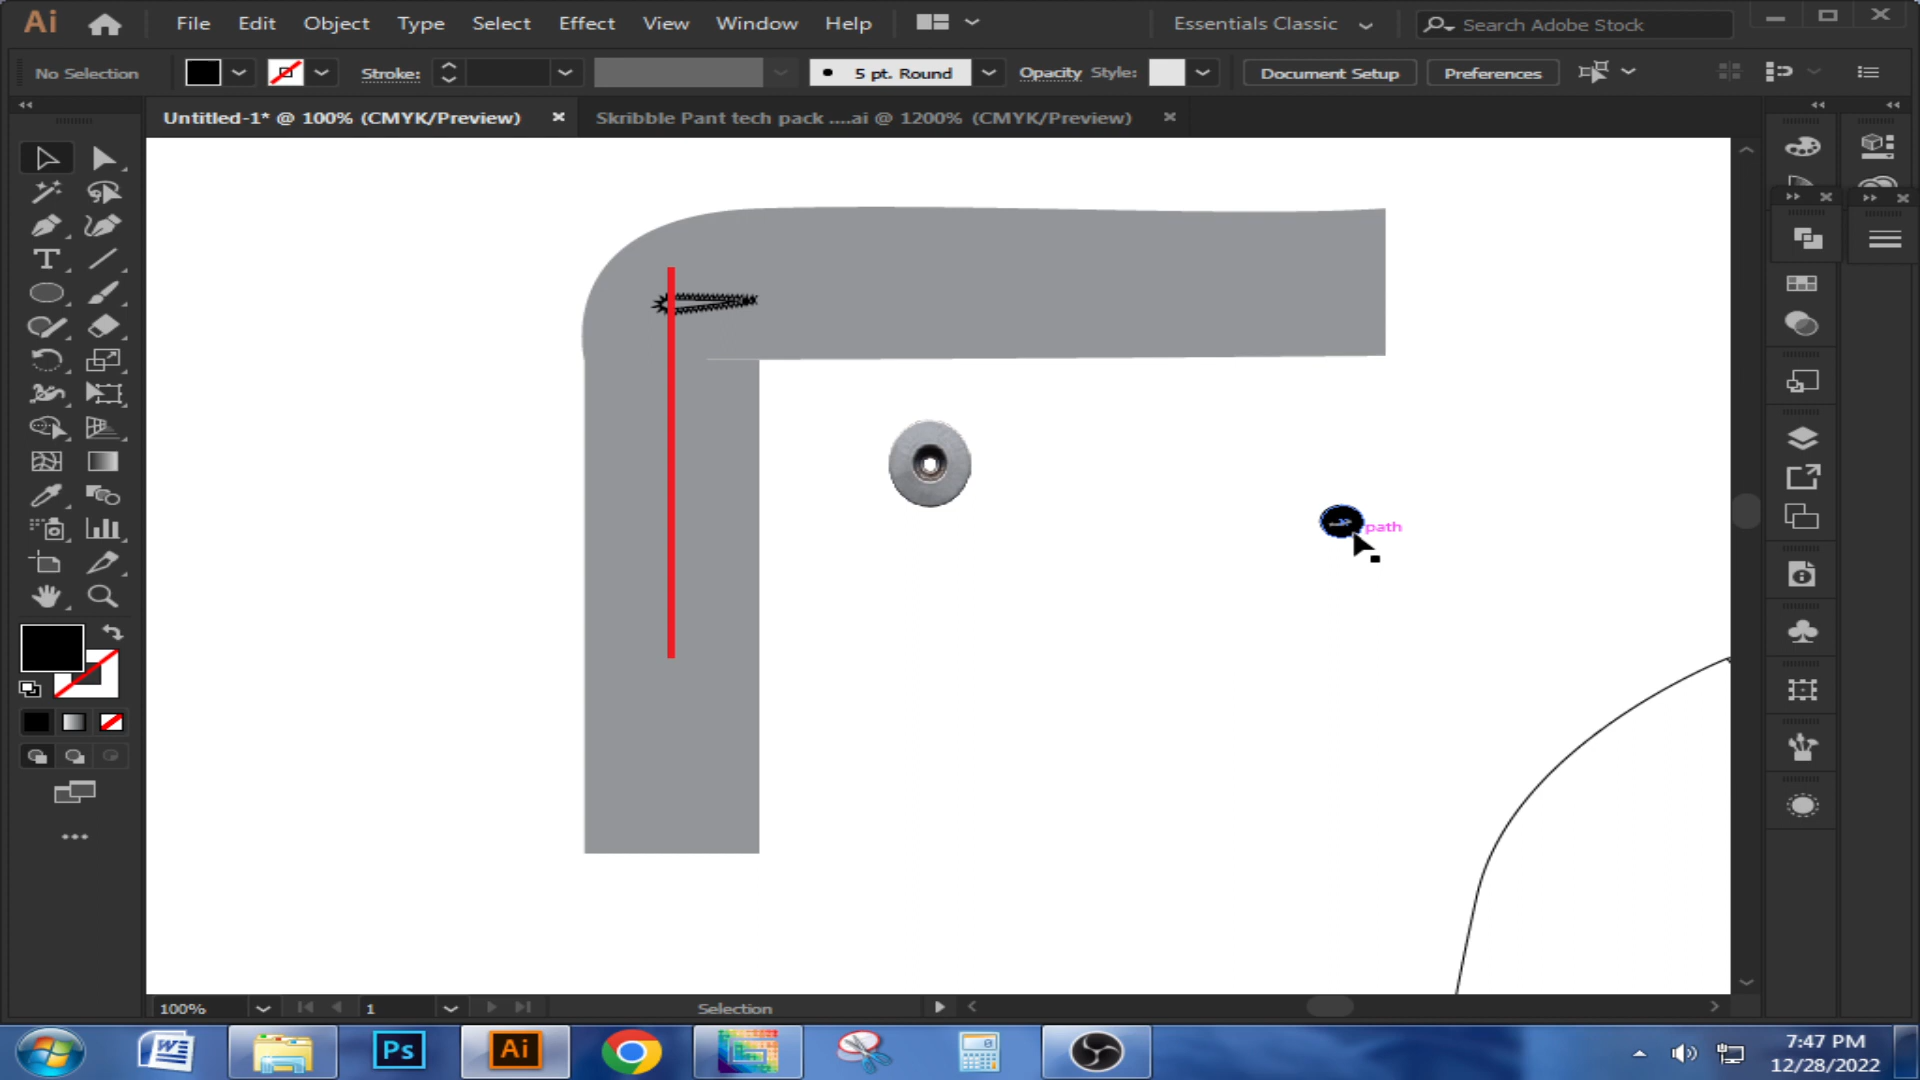 Ai File Edit Object Type Select Effect View Window Help Essentials Classic Search Adobe Stock
No Selection Stroke: 5 pt. Round Opacity Style: Document Setup Preferences
Untitled-1* @ 100% (CMYK/Preview) Skribble Pant tech pack ....ai @ 1200% (CMYK/Preview)
path
100% 1 Selection
Ps Ai 7:47 PM
12/28/2022